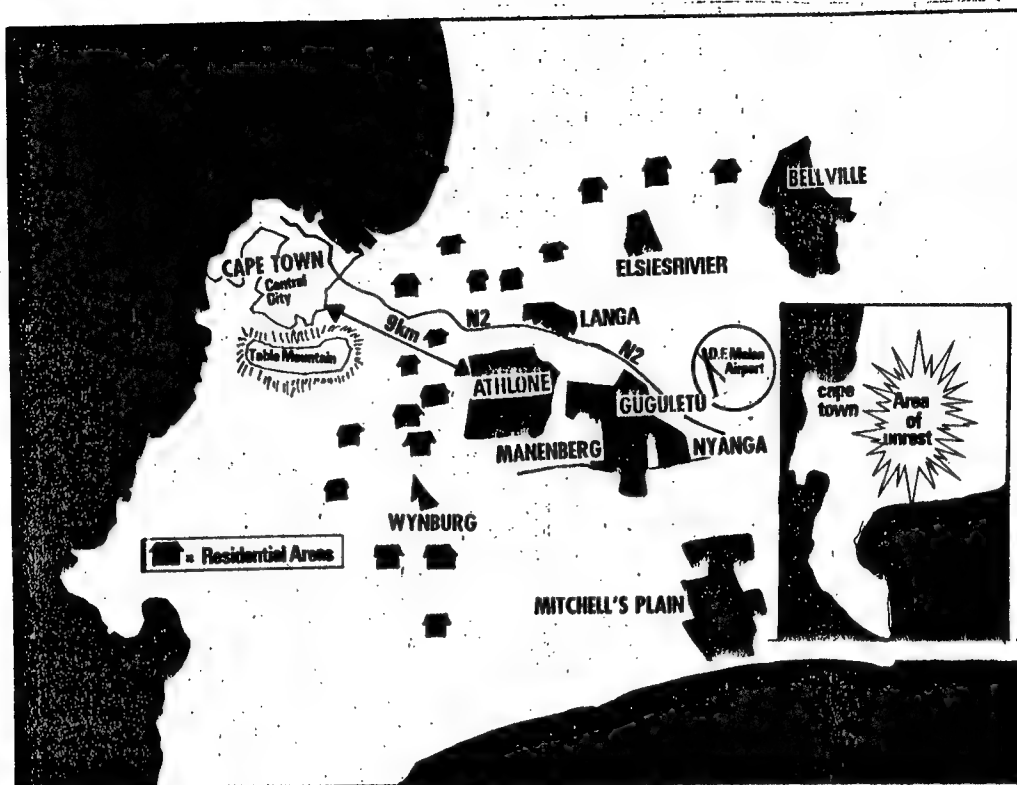 BELLVILLE
ELSIESRIVIER
CAPE TOWN
Central
City
Table Mountain
9km
N2
LANGA
N2
D.F. Malan
Airport
ATHLONE
GUGULETU
MANENBERG
NYANGA
WYNBURG
= Residential Areas
MITCHELL'S PLAIN
cape
town
Area
of
unrest